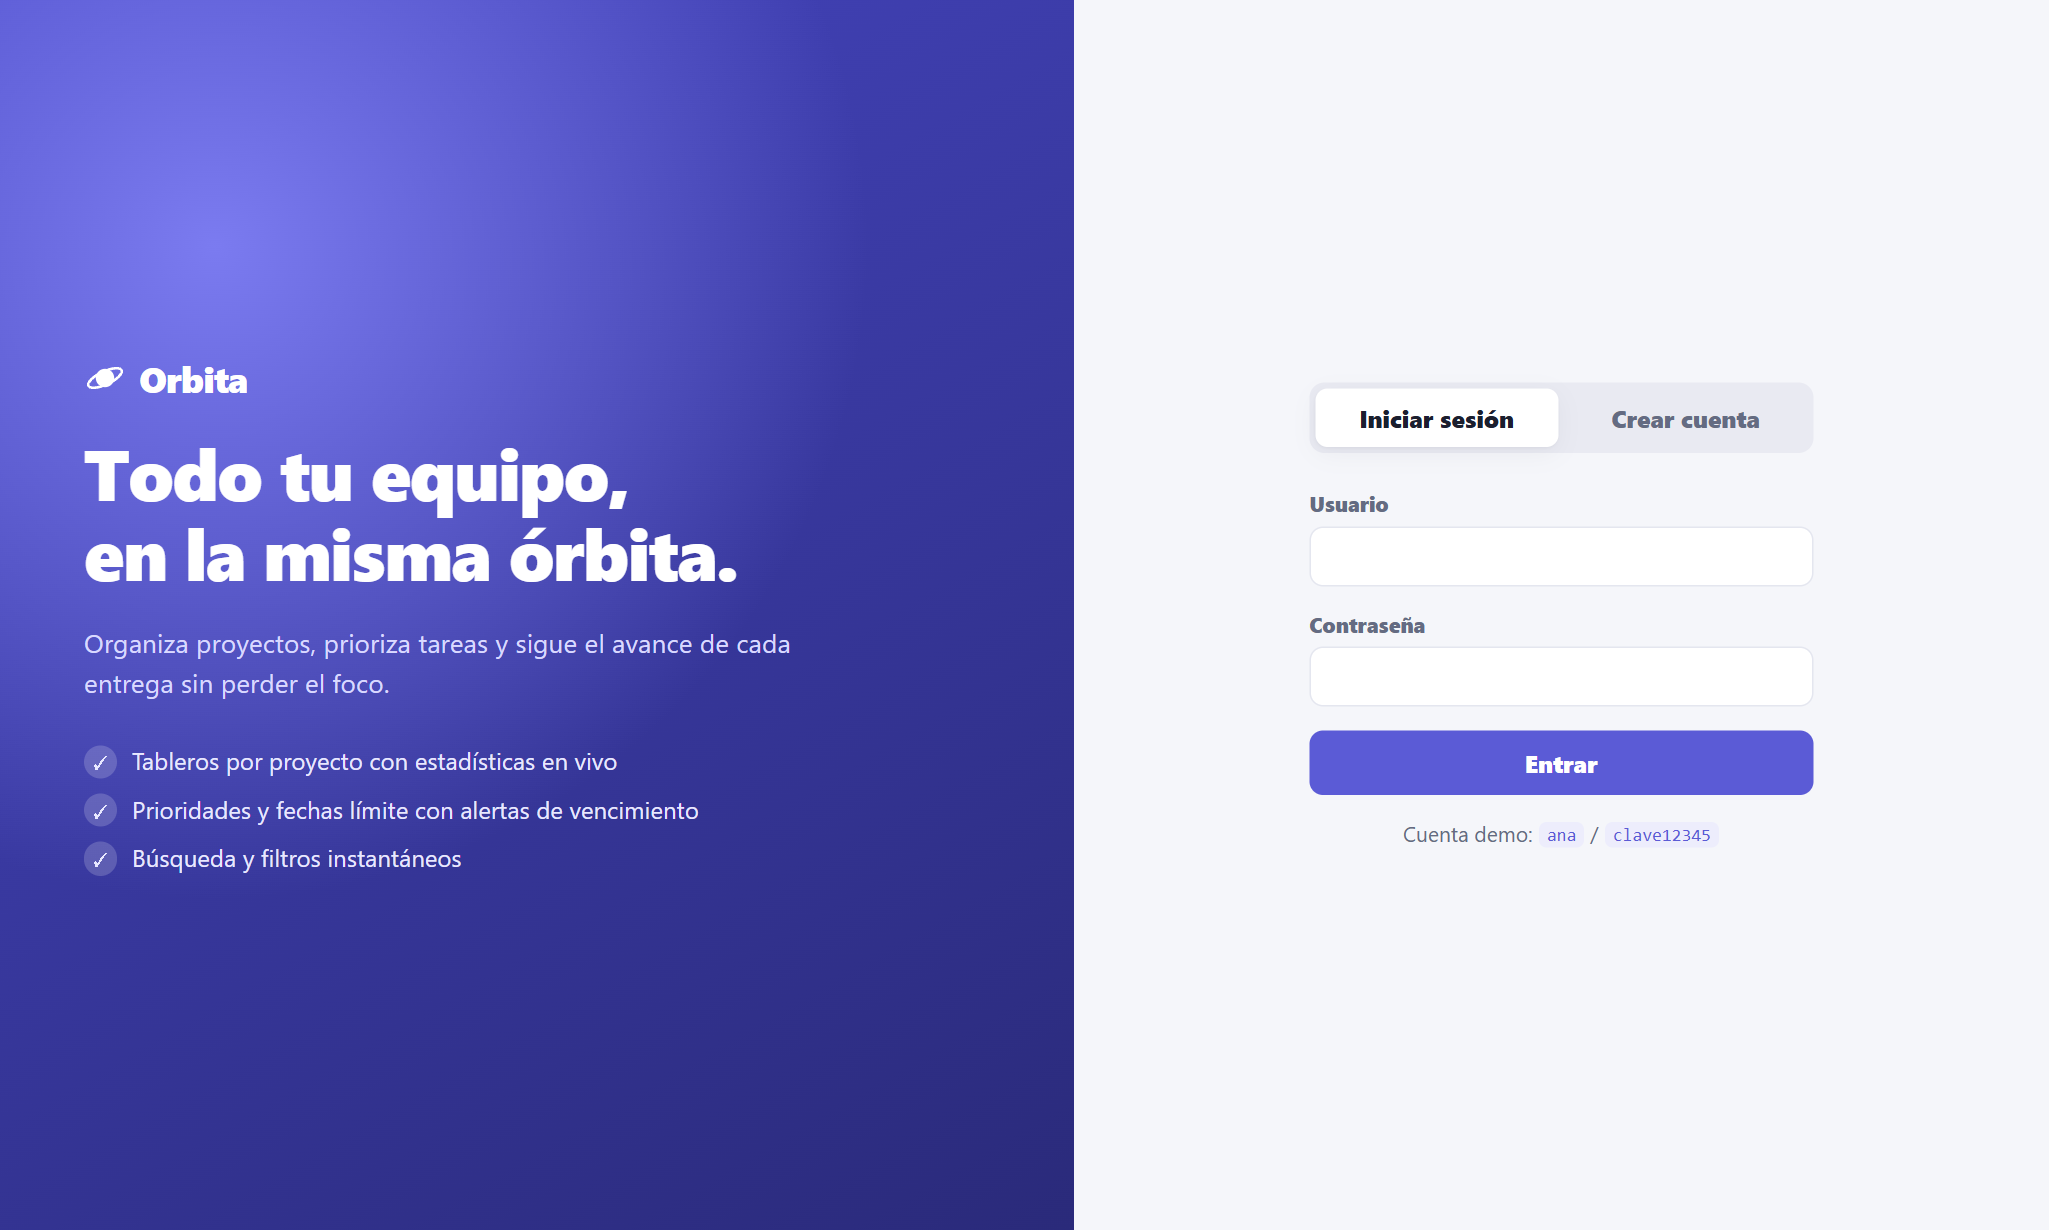 Orbita
Todo tu equipo,
en la misma órbita.
Organiza proyectos, prioriza tareas y sigue el avance de cada
entrega sin perder el foco.
✓ Tableros por proyecto con estadísticas en vivo
✓ Prioridades y fechas límite con alertas de vencimiento
✓ Búsqueda y filtros instantáneos
Iniciar sesión
Crear cuenta
Usuario
Contraseña
Entrar
Cuenta demo: ana / clave12345